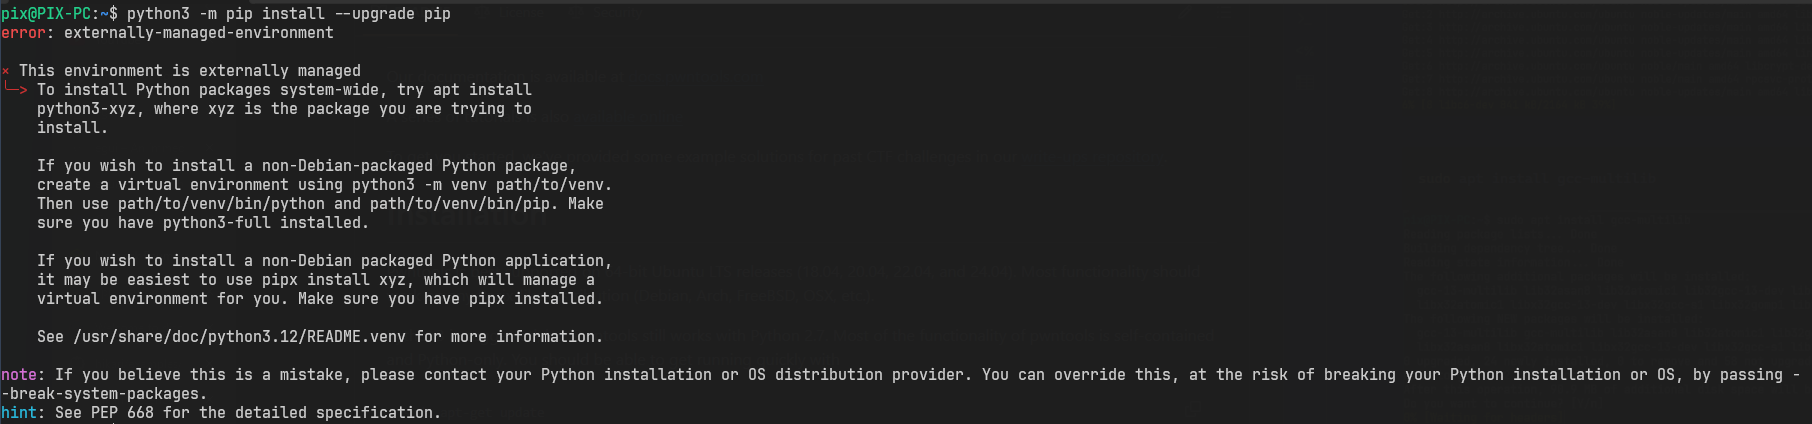 pix@PIX-PC:~$ python3 -m pip install --upgrade pip
error: externally-managed-environment
× This environment is externally managed
╰─> To install Python packages system-wide, try apt install
python3-xyz, where xyz is the package you are trying to
install.
If you wish to install a non-Debian-packaged Python package,
create a virtual environment using python3 -m venv path/to/venv.
Then use path/to/venv/bin/python and path/to/venv/bin/pip. Make
sure you have python3-full installed.
If you wish to install a non-Debian packaged Python application,
it may be easiest to use pipx install xyz, which will manage a
virtual environment for you. Make sure you have pipx installed.
See /usr/share/doc/python3.12/README.venv for more information.
note: If you believe this is a mistake, please contact your Python installation or OS distribution provider. You can override this, at the risk of breaking your Python installation or OS, by passing -
-break-system-packages.
hint: See PEP 668 for the detailed specification.